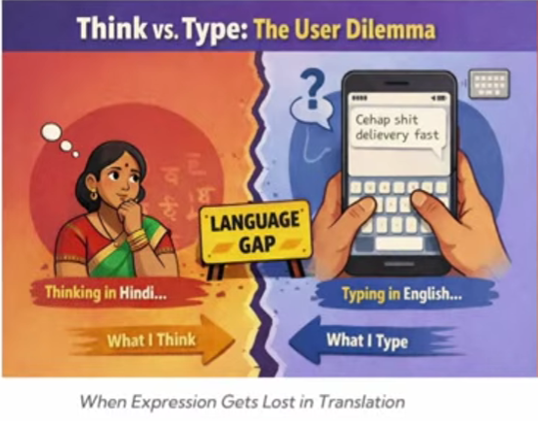 Think vs. Type: The User Dilemma
?
Cehap shit
delievery fast
LANGUAGE
GAP
Thinking in Hindi...
Typing in English...
What I Think
What I Type
When Expression Gets Lost in Translation